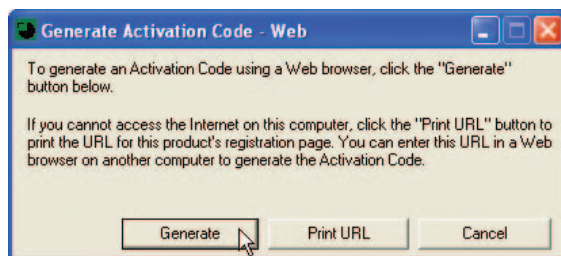 Generate Activation Code - Web
To generate an Activation Code using a Web browser, click the "Generate"
button below.
If you cannot access the Internet on this computer, click the "Print URL" button to
print the URL for this product's registration page. You can enter this URL in a Web
browser on another computer to generate the Activation Code.
Generate Print URL Cancel